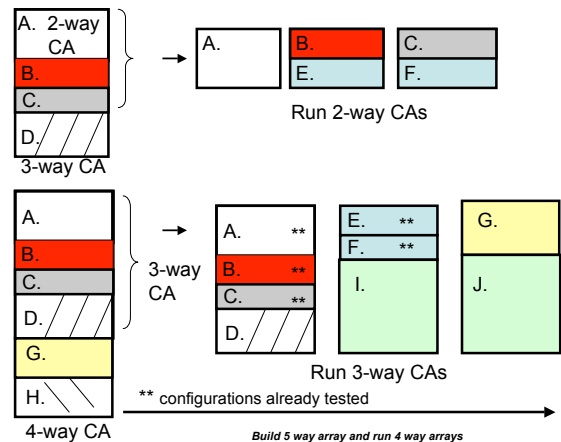 A. 2-way
CA
B.
C.
D.
3-way CA
A.
B.
E.
C.
F.
Run 2-way CAs
A.
B.
C.
D.
G.
H.
4-way CA
3-way
CA
A. **
B. **
C. **
D.
E. **
F. **
I.
G.
J.
Run 3-way CAs
** configurations already tested
Build 5 way array and run 4 way arrays